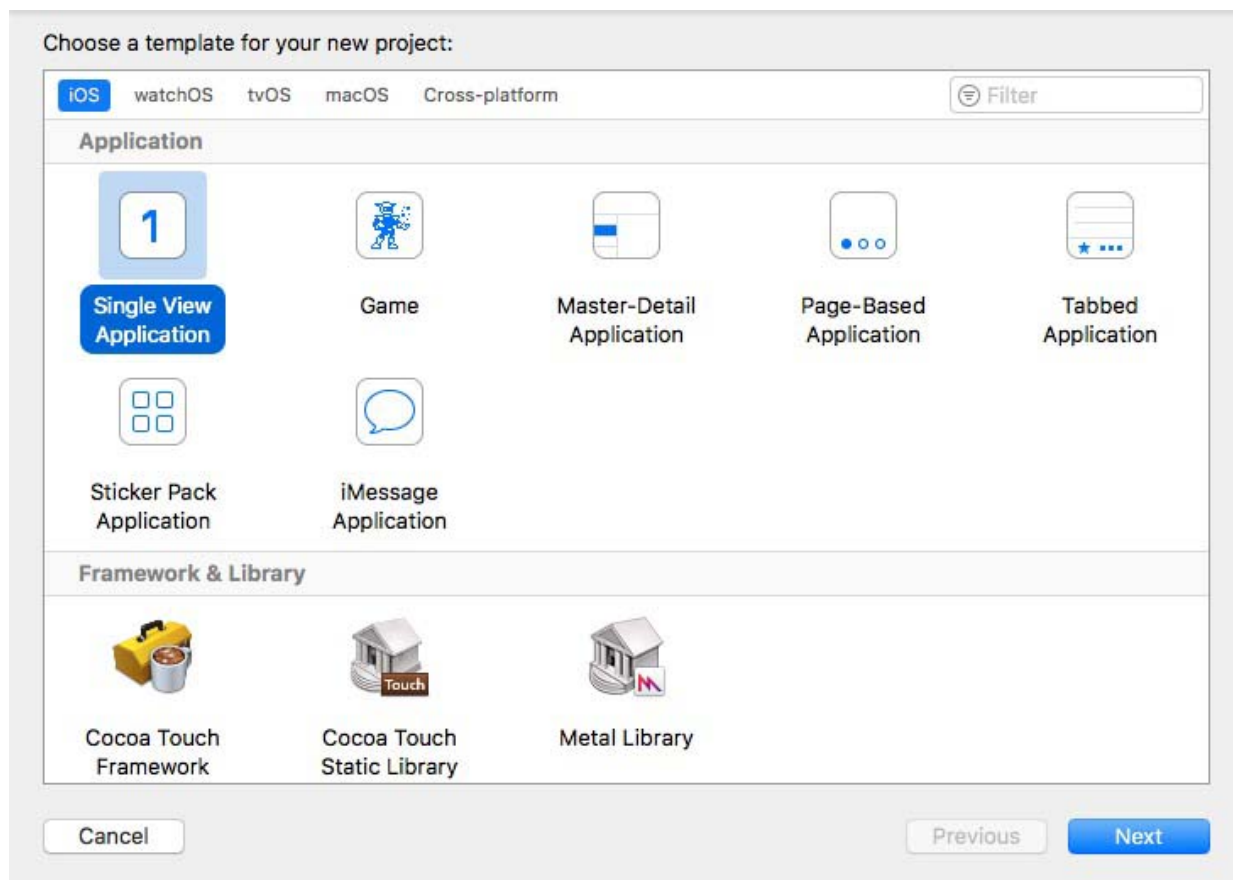 Choose a template for your new project:
iOS watchOS tvOS macOS Cross-platform Filter
Application
1
Single View Application
Game
Master-Detail Application
Page-Based Application
Tabbed Application
Sticker Pack Application
iMessage Application
Framework & Library
Touch
Cocoa Touch Framework
Cocoa Touch Static Library
Metal Library
Cancel Previous Next